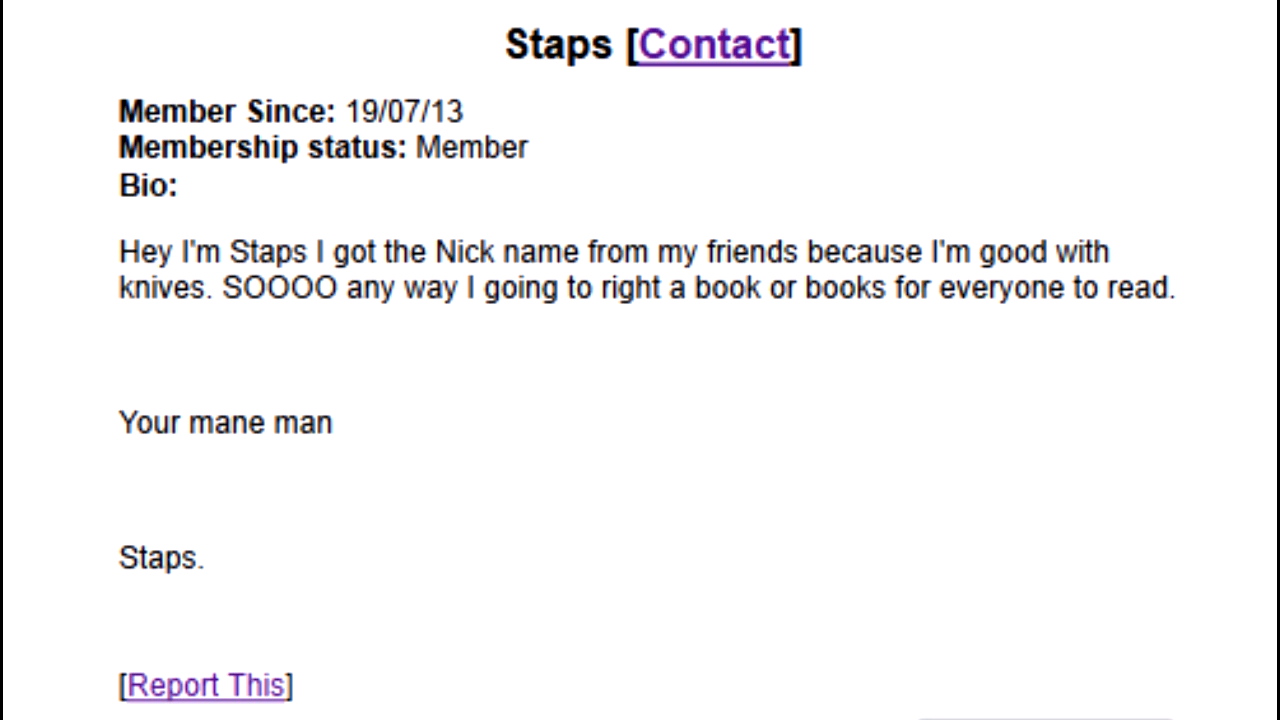 Staps [Contact]
Member Since: 19/07/13
Membership status: Member
Bio:
Hey I'm Staps I got the Nick name from my friends because I'm good with
knives. SOOOO any way I going to right a book or books for everyone to read.
Your mane man
Staps.
[Report This]